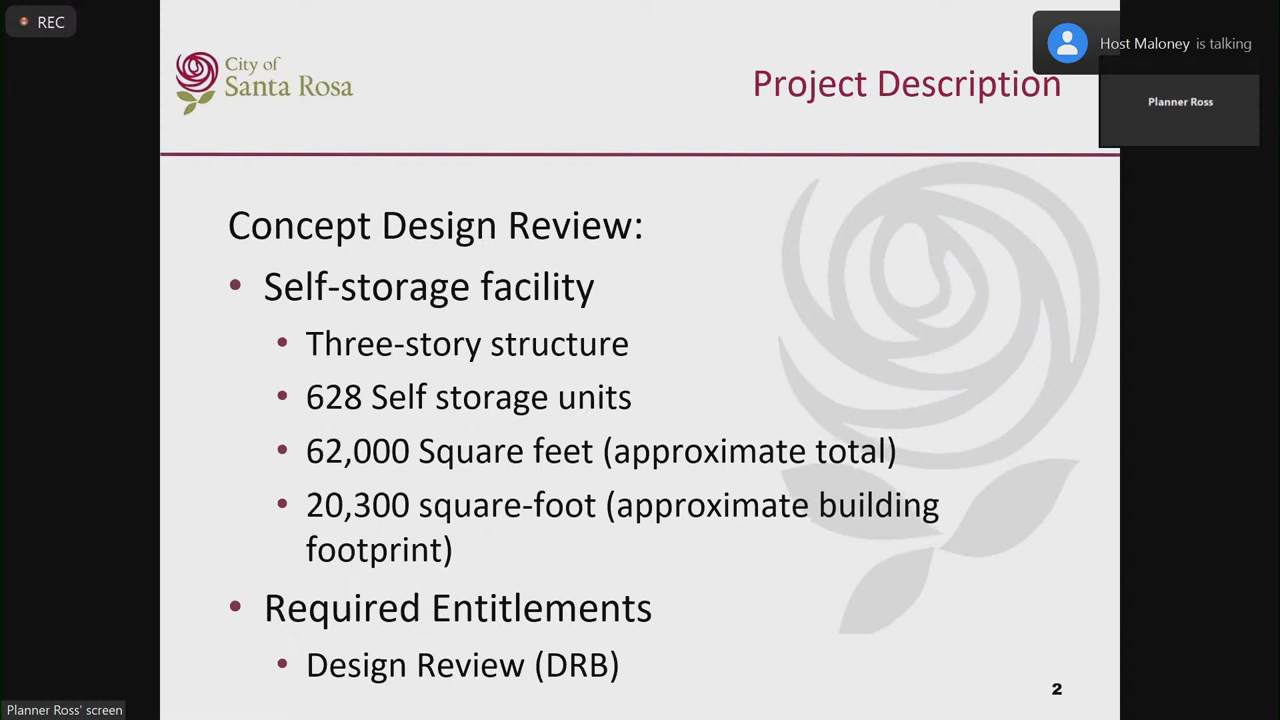 REC
Host Maloney is talking
City of
Santa Rosa
Project Description
Planner Ross
Concept Design Review:
• Self-storage facility
• Three-story structure
• 628 Self storage units
• 62,000 Square feet (approximate total)
• 20,300 square-foot (approximate building
footprint)
• Required Entitlements
• Design Review (DRB)
2
Planner Ross' screen